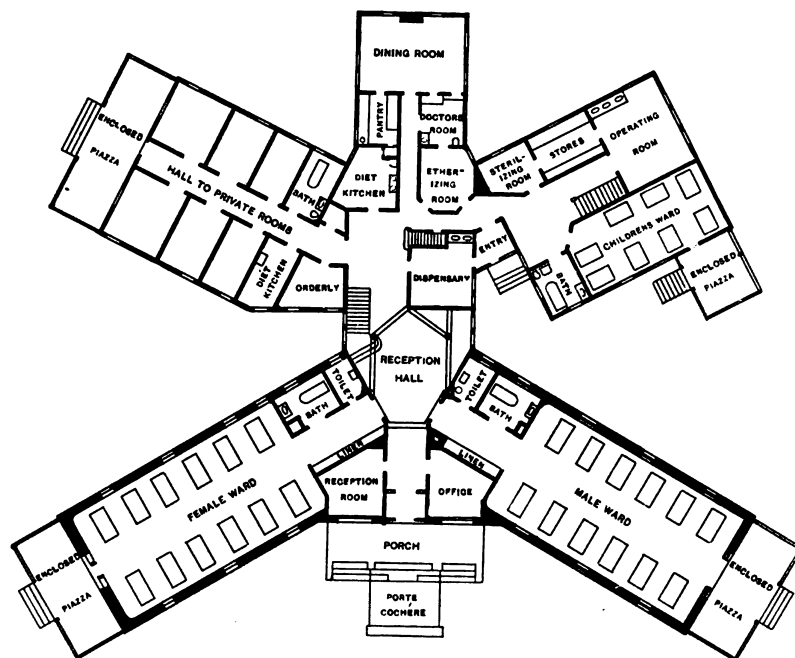 DINING ROOM
PANTRY
DOCTORS
ROOM
ENCLOSED
PIAZZA
HALL TO PRIVATE ROOMS
BATH
DIET
KITCHEN
ETHER-
IZING
ROOM
STERIL-
IZING
ROOM
STORES
OPERATING
ROOM
CHILDRENS WARD
ENTRY
DIET
KITCHEN
ORDERLY
DISPENSARY
BATH
ENCLOSED
PIAZZA
RECEPTION
HALL
TOILET
BATH
TOILET
BATH
LINEN
LINEN
RECEPTION
ROOM
OFFICE
FEMALE WARD
MALE WARD
PORCH
ENCLOSED
PIAZZA
ENCLOSED
PIAZZA
PORTE
COCHÈRE